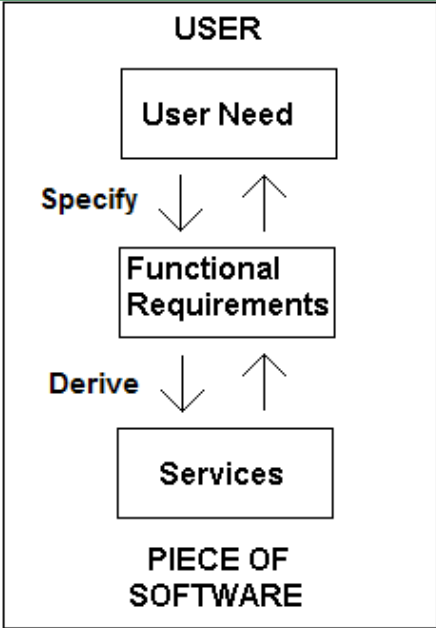 USER
User Need
Specify
Functional
Requirements
Derive
Services
PIECE OF
SOFTWARE